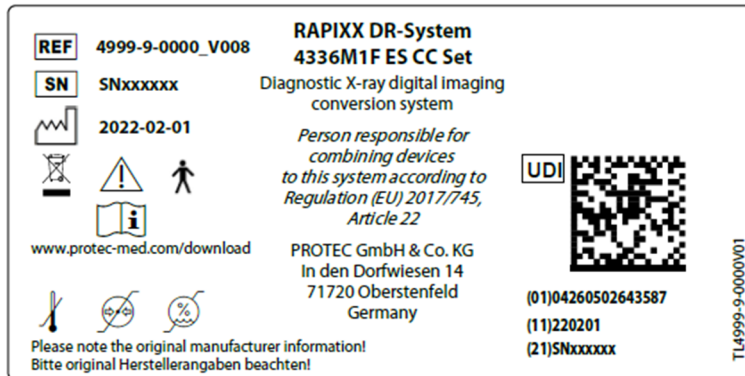 REF 4999-9-0000_V008
SN SNxxxxxx
2022-02-01
i
www.protec-med.com/download
%
Please note the original manufacturer information!
Bitte original Herstellerangaben beachten!
RAPIXX DR-System
4336M1F ES CC Set
Diagnostic X-ray digital imaging
conversion system
Person responsible for
combining devices
to this system according to
Regulation (EU) 2017/745,
Article 22
PROTEC GmbH & Co. KG
In den Dorfwiesen 14
71720 Oberstenfeld
Germany
UDI
(01)04260502643587
(11)220201
(21)SNxxxxxx
TL4999-9-0000V01